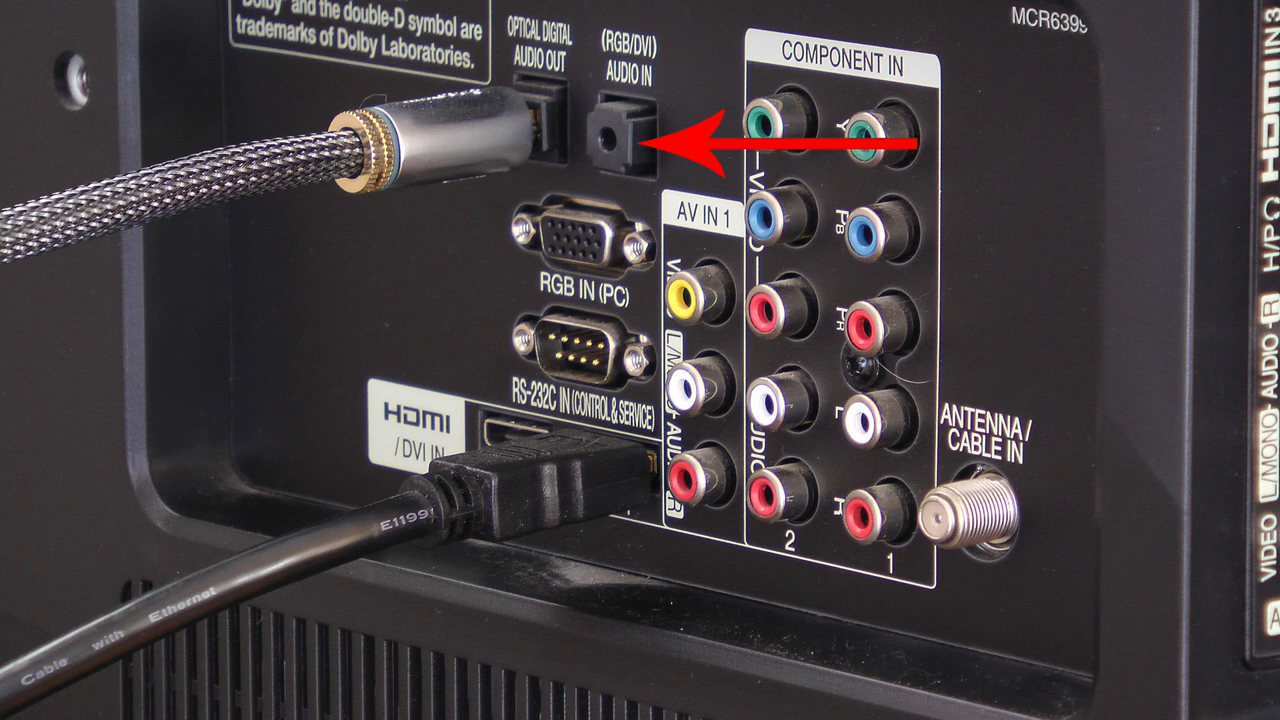 Dolby and the double-D symbol are
trademarks of Dolby Laboratories.
OPTICAL DIGITAL
AUDIO OUT
(RGB/DVI)
AUDIO IN
COMPONENT IN
MCR639
Y
PB
PR
L
R
AV IN 1
RGB IN (PC)
RS-232C IN (CONTROL & SERVICE)
HDMI
/ DVI IN
2
1
ANTENNA /
CABLE IN
E1199
Cable with Ethernet
HDMI IN 3
H/P
VIDEO L/MONO-AUDIO-R